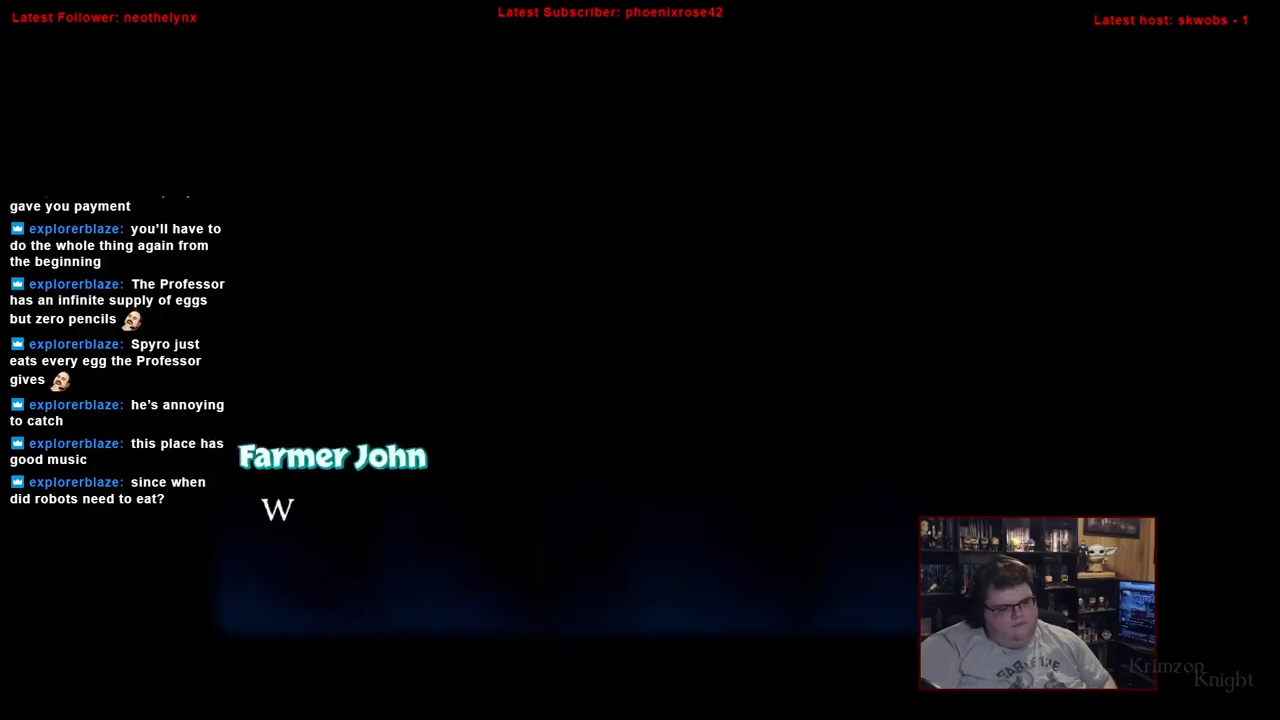 Latest Follower: neothelynx
Latest Subscriber: phoenixrose42
Latest host: skwobs - 1
gave you payment
explorerblaze: you'll have to
do the whole thing again from
the beginning
explorerblaze: The Professor
has an infinite supply of eggs
but zero pencils
explorerblaze: Spyro just
eats every egg the Professor
gives
explorerblaze: he's annoying
to catch
explorerblaze: this place has
good music
explorerblaze: since when
did robots need to eat?
Farmer John
W
Krimzon
Knight